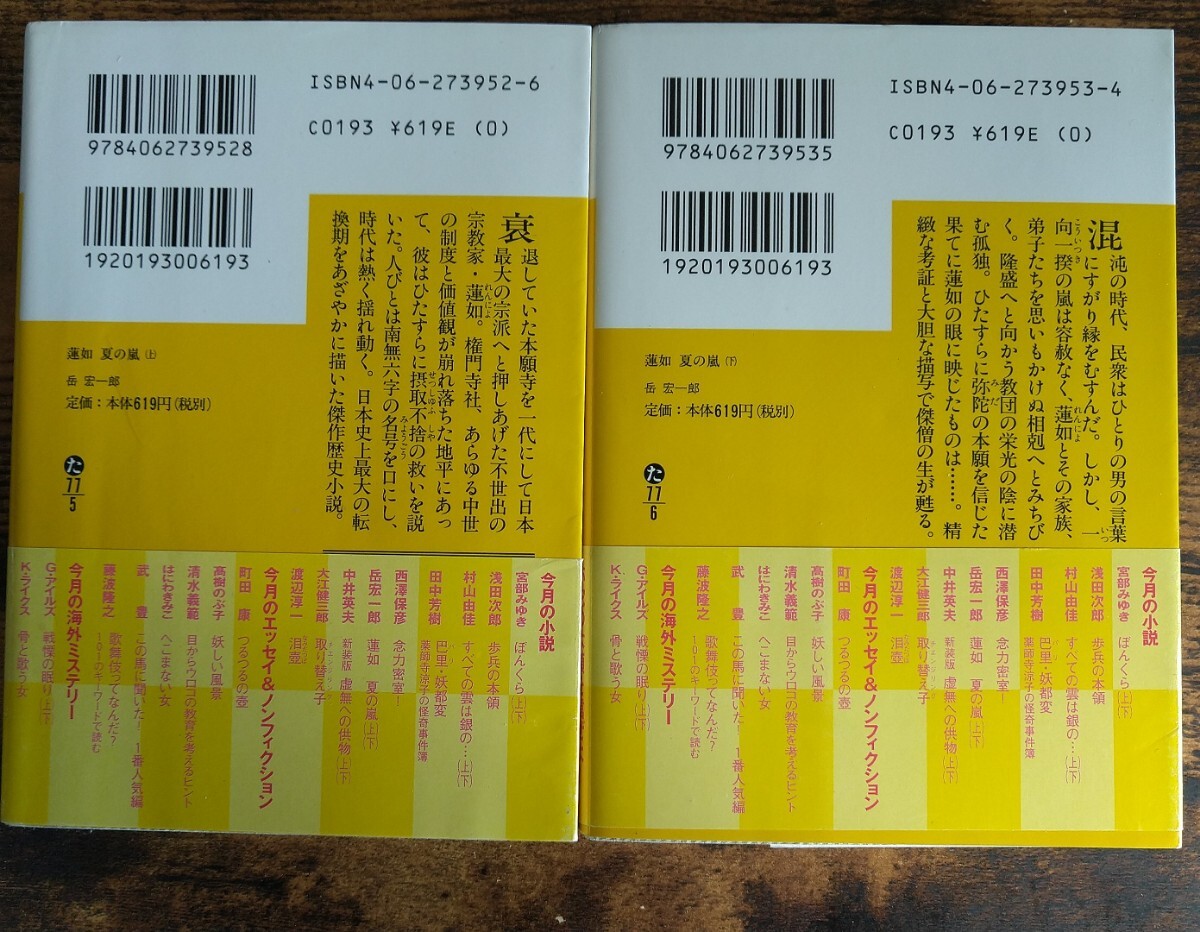 ISBN4-06-273952-6
C0193 ¥619E (0)
9784062739528
1920193006193
衰退していた本願寺を一代にして日本
最大の宗派へと押しあげた不世出の
宗教家・蓮如。権門寺社、あらゆる中世
の制度と価値観が崩れ落ちた地平にあっ
て、彼はひたすらに摂取不捨の救いを説
いた。人びとは南無六字の名号を口にし、
時代は熱く揺れ動く。日本史上最大の転
換期をあざやかに描いた傑作歴史小説。
蓮如 夏の嵐(上)
岳 宏一郎
定価:本体619円(税別)
た
77
5
今月の小説
宮部みゆき ぼんくら(上)(下)
浅田次郎 歩兵の本領
村山由佳 すべての雲は銀の…(上)(下)
田中芳樹 巴里・妖都変
薬師寺涼子の怪奇事件簿
西澤保彦 念力密室!
岳宏一郎 蓮如 夏の嵐(上)(下)
中井英夫 新装版 虚無への供物(上)(下)
大江健三郎 取り替え子
渡辺淳一 泪壺
今月のエッセイ&ノンフィクション
町田 康 つるつるの壺
高樹のぶ子 妖しい風景
清水義範 目からウロコの教育を考えるヒント
はにわきみこ へこまない女
武 豊 この馬に聞いた! 1番人気編
藤波隆之 歌舞伎ってなんだ?
101のキーワードで読む
今月の海外ミステリー
G・アイルズ 戦慄の眠り(上)(下)
K・ライクス 骨と歌う女
ISBN4-06-273953-4
C0193 ¥619E (0)
9784062739535
1920193006193
混沌の時代、民衆はひとりの男の言葉
にすがり縁をむすんだ。しかし、一
向一揆の嵐は容赦なく、蓮如とその家族、
弟子たちを思いもかけぬ相剋へとみちび
く。隆盛へと向かう教団の栄光の陰に潜
む孤独。ひたすらに弥陀の本願を信じた
果てに蓮如の眼に映じたものは……。精
緻な考証と大胆な描写で傑僧の生が甦る。
蓮如 夏の嵐(下)
岳 宏一郎
定価:本体619円(税別)
た
77
6
今月の小説
宮部みゆき ぼんくら(上)(下)
浅田次郎 歩兵の本領
村山由佳 すべての雲は銀の…(上)(下)
田中芳樹 巴里・妖都変
薬師寺涼子の怪奇事件簿
西澤保彦 念力密室!
岳宏一郎 蓮如 夏の嵐(上)(下)
中井英夫 新装版 虚無への供物(上)(下)
大江健三郎 取り替え子
渡辺淳一 泪壺
今月のエッセイ&ノンフィクション
町田 康 つるつるの壺
高樹のぶ子 妖しい風景
清水義範 目からウロコの教育を考えるヒント
はにわきみこ へこまない女
武 豊 この馬に聞いた! 1番人気編
藤波隆之 歌舞伎ってなんだ?
101のキーワードで読む
今月の海外ミステリー
G・アイルズ 戦慄の眠り(上)(下)
K・ライクス 骨と歌う女